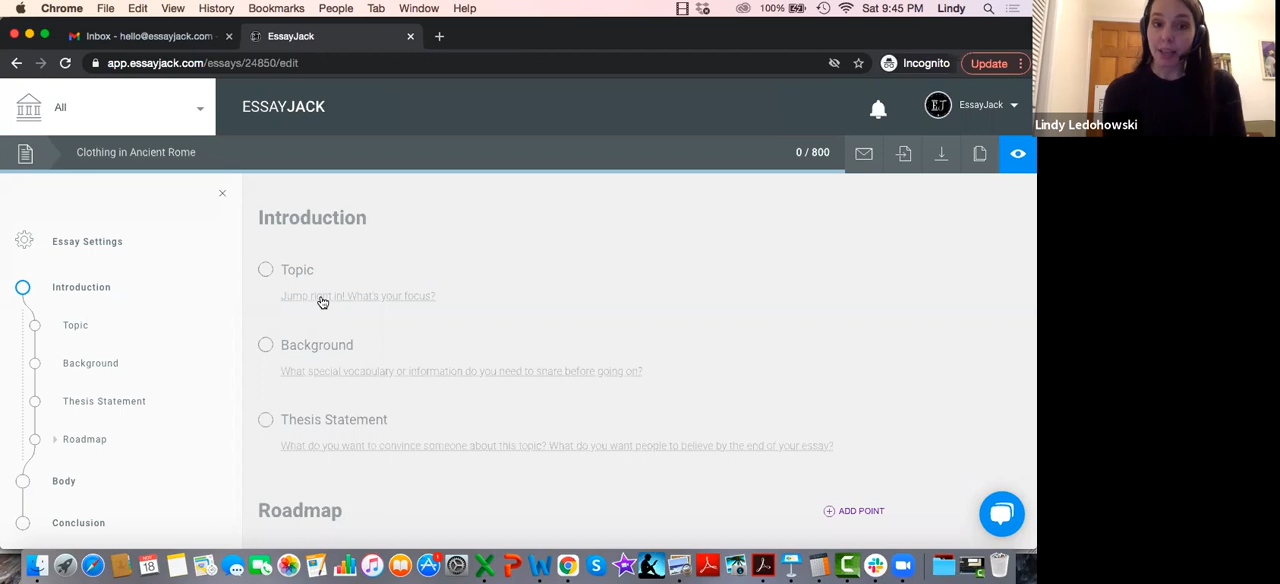 Chrome File Edit View History Bookmarks People Tab Window Help 100% Sat 9:45 PM Lindy
Inbox - hello@essayjack.com - EssayJack
app.essayjack.com/essays/24850/edit Incognito Update
All ESSAYJACK EJ EssayJack
Clothing in Ancient Rome 0 / 800
Lindy Ledohowski
Essay Settings
Introduction
Topic
Background
Thesis Statement
Roadmap
Body
Conclusion
Introduction
Topic
Jump right in! What's your focus?
Background
What special vocabulary or information do you need to share before going on?
Thesis Statement
What do you want to convince someone about this topic? What do you want people to believe by the end of your essay?
Roadmap ADD POINT
NOV
18